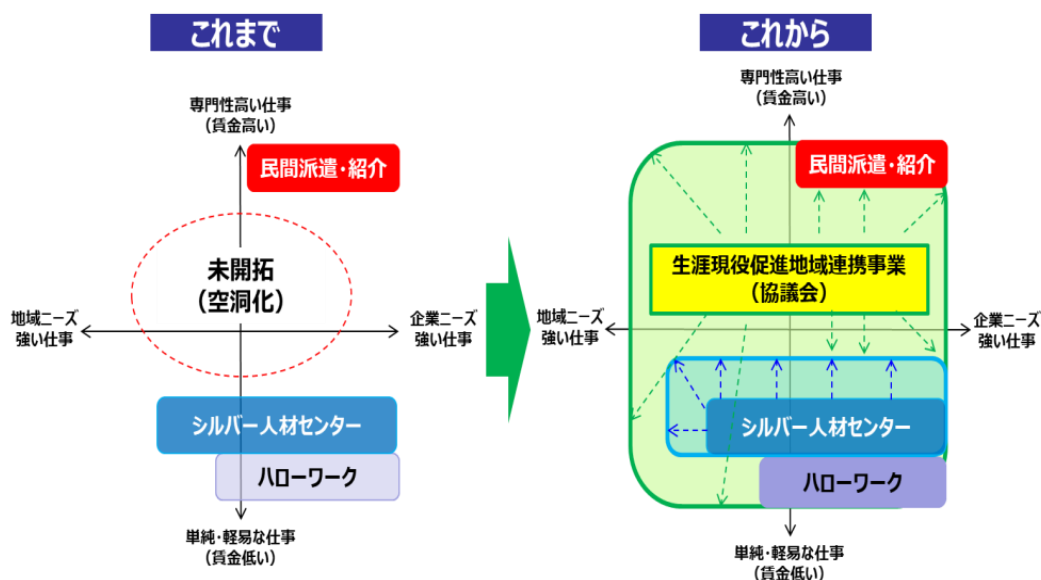 これまで
専門性高い仕事
(賃金高い)
民間派遣・紹介
未開拓
(空洞化)
地域ニーズ
強い仕事
企業ニーズ
強い仕事
シルバー人材センター
ハローワーク
単純・軽易な仕事
(賃金低い)
これから
専門性高い仕事
(賃金高い)
民間派遣・紹介
生涯現役促進地域連携事業
(協議会)
地域ニーズ
強い仕事
企業ニーズ
強い仕事
シルバー人材センター
ハローワーク
単純・軽易な仕事
(賃金低い)